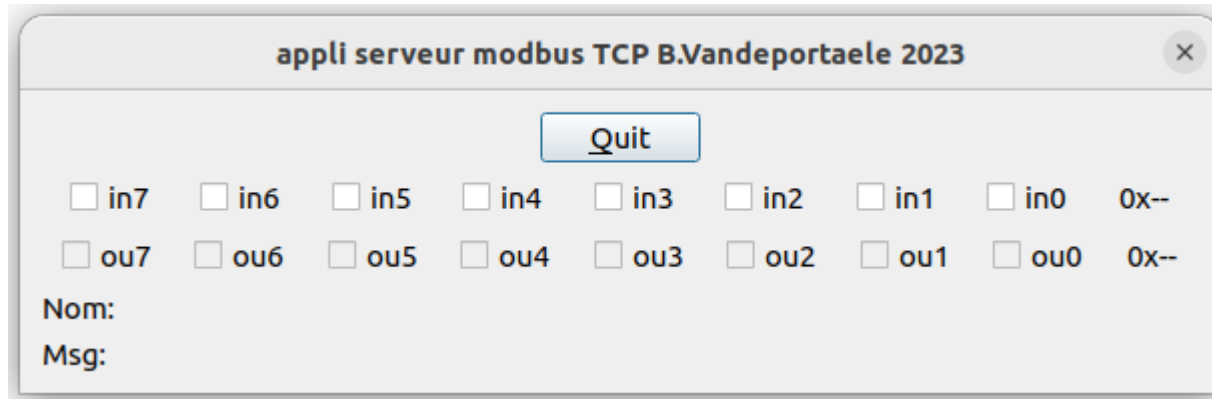 appli serveur modbus TCP B.Vandeportaele 2023
Quit
in7 in6 in5 in4 in3 in2 in1 in0 0x--
ou7 ou6 ou5 ou4 ou3 ou2 ou1 ou0 0x--
Nom:
Msg: